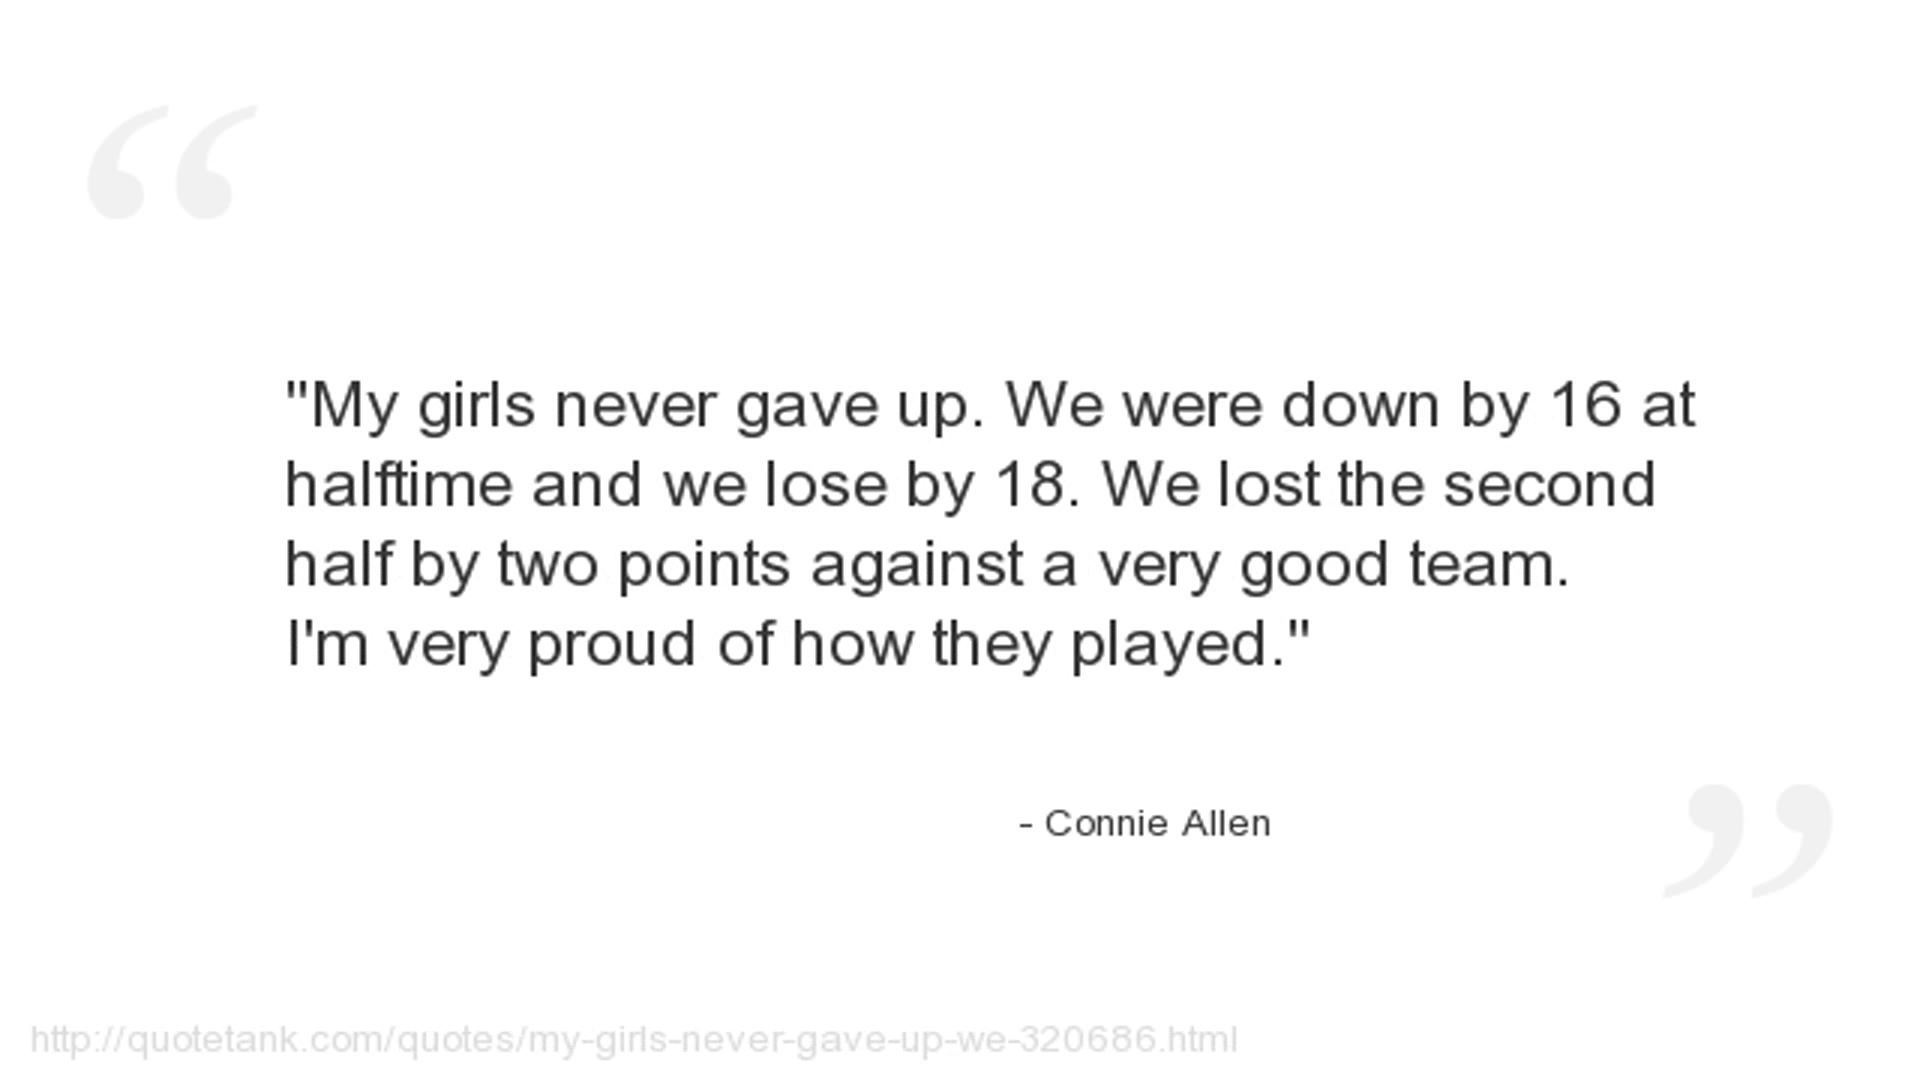 "My girls never gave up. We were down by 16 at
halftime and we lose by 18. We lost the second
half by two points against a very good team.
I'm very proud of how they played."
- Connie Allen
http://quotetank.com/quotes/my-girls-never-gave-up-we-320686.html